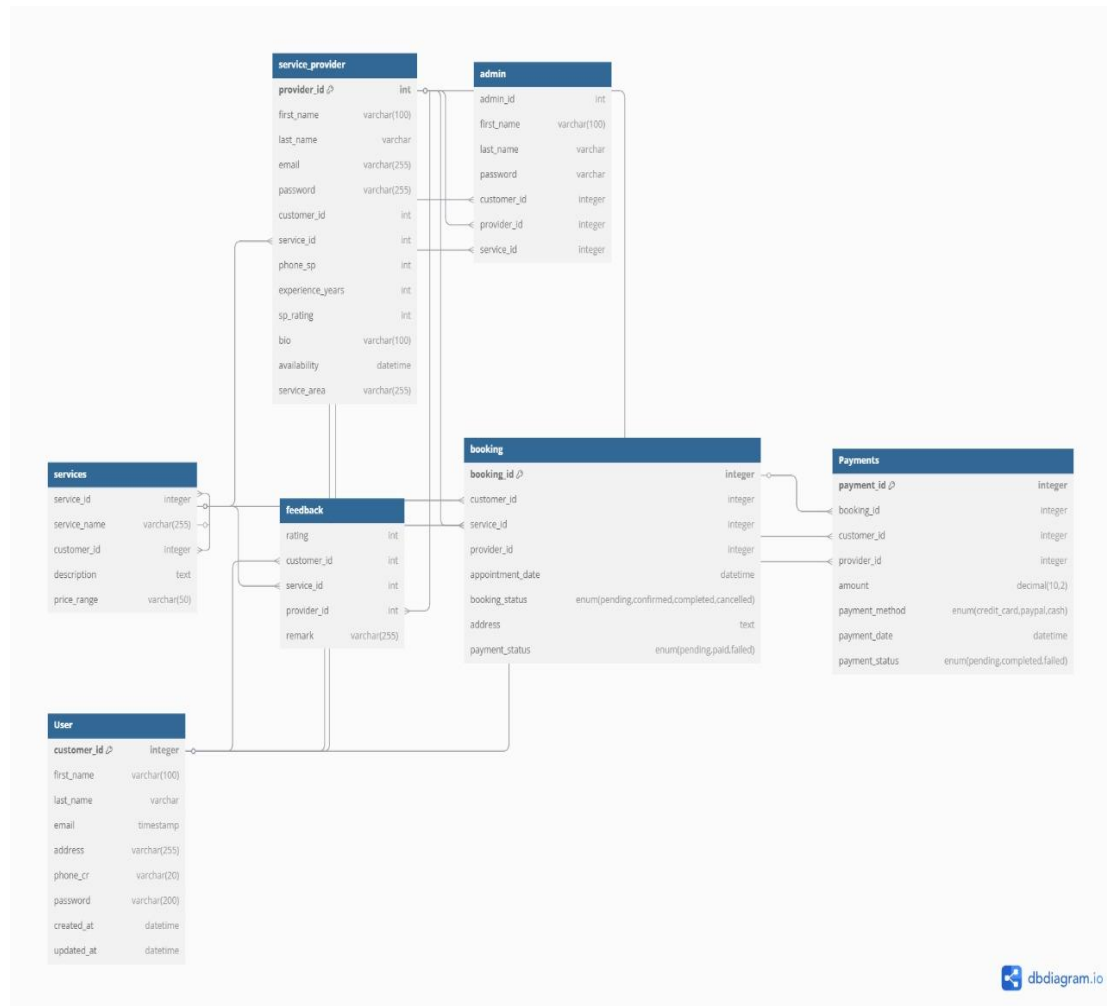 service_provider
provider_id int
first_name varchar(100)
last_name varchar
email varchar(255)
password varchar(255)
customer_id int
service_id int
phone_sp int
experience_years int
sp_rating int
bio varchar(100)
availability datetime
service_area varchar(255)
admin
admin_id int
first_name varchar(100)
last_name varchar
password varchar
customer_id integer
provider_id integer
service_id integer
services
service_id integer
service_name varchar(255)
customer_id integer
description text
price_range varchar(50)
feedback
rating int
customer_id int
service_id int
provider_id int
remark varchar(255)
booking
booking_id integer
customer_id integer
service_id integer
provider_id integer
appointment_date datetime
booking_status enum(pending,confirmed,completed,cancelled)
address text
payment_status enum(pending,paid,failed)
Payments
payment_id integer
booking_id integer
customer_id integer
provider_id integer
amount decimal(10,2)
payment_method enum(credit_card,paypal,cash)
payment_date datetime
payment_status enum(pending,completed,failed)
User
customer_id integer
first_name varchar(100)
last_name varchar
email timestamp
address varchar(255)
phone_cr varchar(20)
password varchar(200)
created_at datetime
updated_at datetime
dbdiagram.io